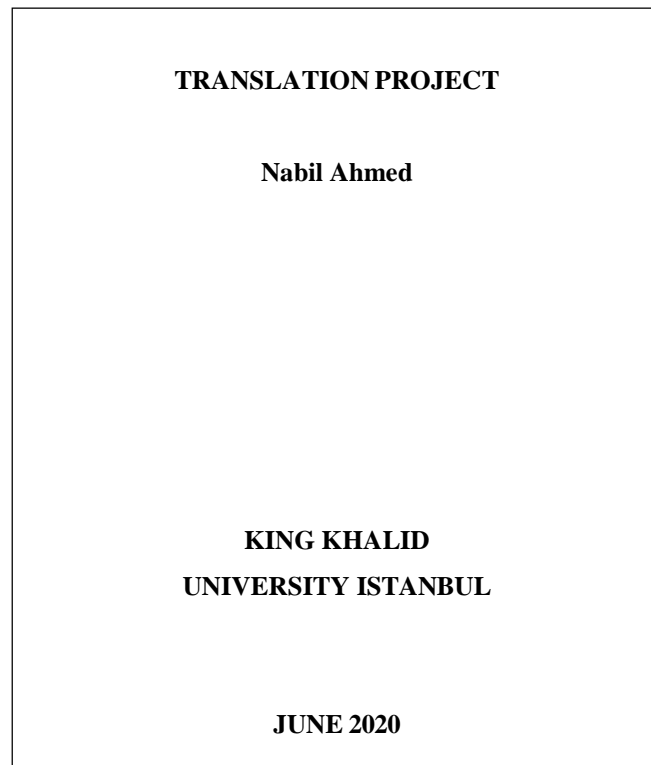 TRANSLATION PROJECT
Nabil Ahmed
KING KHALID
UNIVERSITY ISTANBUL
JUNE 2020